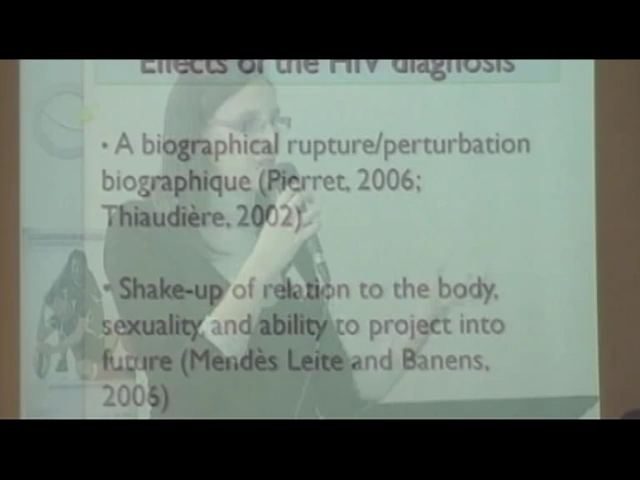 Effects of the HIV diagnosis
• A biographical rupture/perturbation
biographique (Pierret, 2006;
Thiaudière, 2002).
• Shake-up of relation to the body,
sexuality and ability to project into
future (Mendès Leite and Banens,
2006)